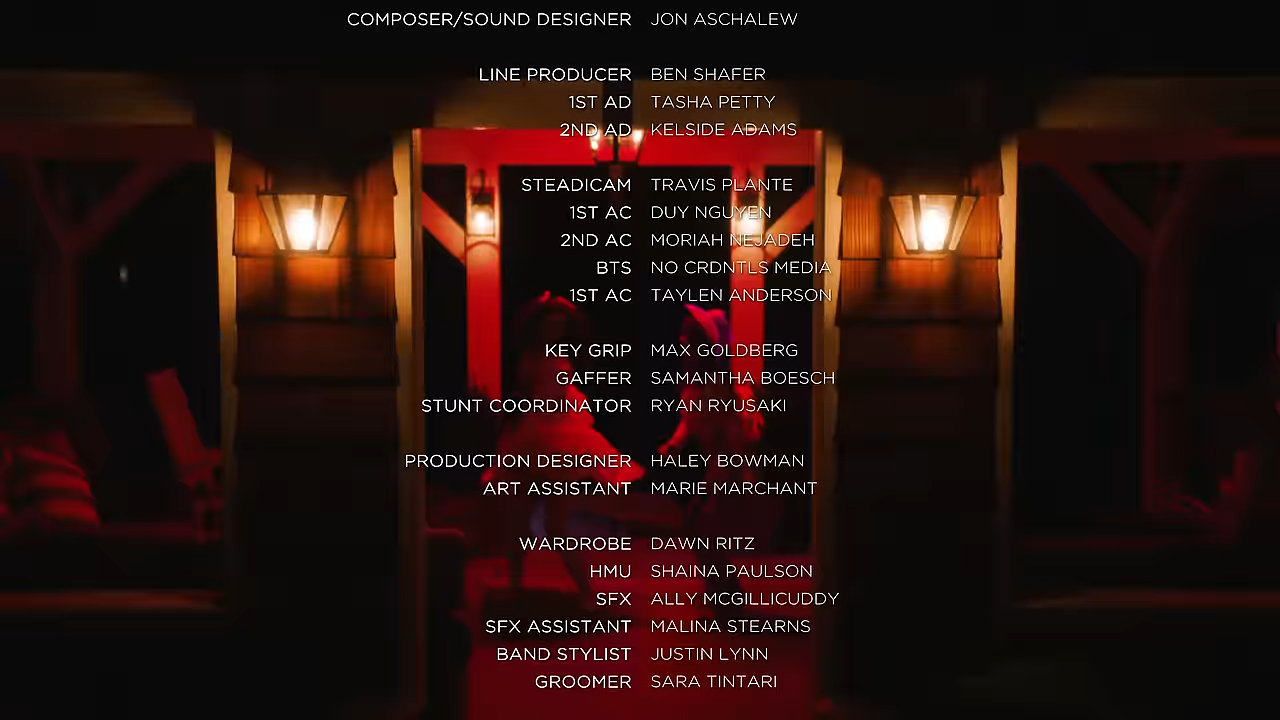 COMPOSER/SOUND DESIGNER JON ASCHALEW
LINE PRODUCER BEN SHAFER
1ST AD TASHA PETTY
2ND AD KELSIDE ADAMS
STEADICAM TRAVIS PLANTE
1ST AC DUY NGUYEN
2ND AC MORIAH NEJADEH
BTS NO CRDNTLS MEDIA
1ST AC TAYLEN ANDERSON
KEY GRIP MAX GOLDBERG
GAFFER SAMANTHA BOESCH
STUNT COORDINATOR RYAN RYUSAKI
PRODUCTION DESIGNER HALEY BOWMAN
ART ASSISTANT MARIE MARCHANT
WARDROBE DAWN RITZ
HMU SHAINA PAULSON
SFX ALLY MCGILLICUDDY
SFX ASSISTANT MALINA STEARNS
BAND STYLIST JUSTIN LYNN
GROOMER SARA TINTARI